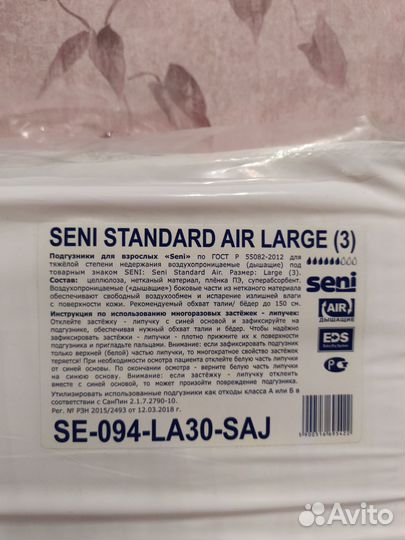 SENI STANDARD AIR LARGE (3)
Подгузники для взрослых «Seni» по ГОСТ Р 55082-2012 для
тяжёлой степени недержания воздухопроницаемые (дышащие) под
товарным знаком SENI: Seni Standard Air. Размер: Large (3).
Состав: целлюлоза, нетканый материал, плёнка ПЭ, суперабсорбент.
Воздухопроницаемые («дышащие») боковые части из нетканого материала
обеспечивают свободный воздухообмен и испарение излишней влаги
с поверхности кожи. Рекомендуемый обхват талии/ бёдер до 150 см.
Инструкция по использованию многоразовых застёжек - липучек:
Отклейте застёжку - липучку с синей основой и зафиксируйте на
подгузнике, обеспечивая нужный обхват талии и бёдер. Чтобы надёжно
зафиксировать застёжки - липучки - плотно прижмите их к поверхности
подгузника и пригладьте пальцами. Внимание: если зафиксировать подгузник
только верхней (белой) частью липучки, то многократное свойство застёжек
теряется. При необходимости осмотра пациента отклейте белую часть липучки
от синей основы. По окончании осмотра - верните белую часть липучки
на синюю основу. Внимание: если застёжку - липучку отклеить вместе
с синей основой, то может произойти повреждение подгузника.
Утилизировать использованные подгузники как отходы класса А или Б в
соответствии с СанПин 2.1.7.2790-10.
Рег. № РЗН 2015/2493 от 12.03.2018 г.
SE-094-LA30-SAJ
seni
(AIR)
ДЫШАЩИЕ
EDS
5900516695422
Avito